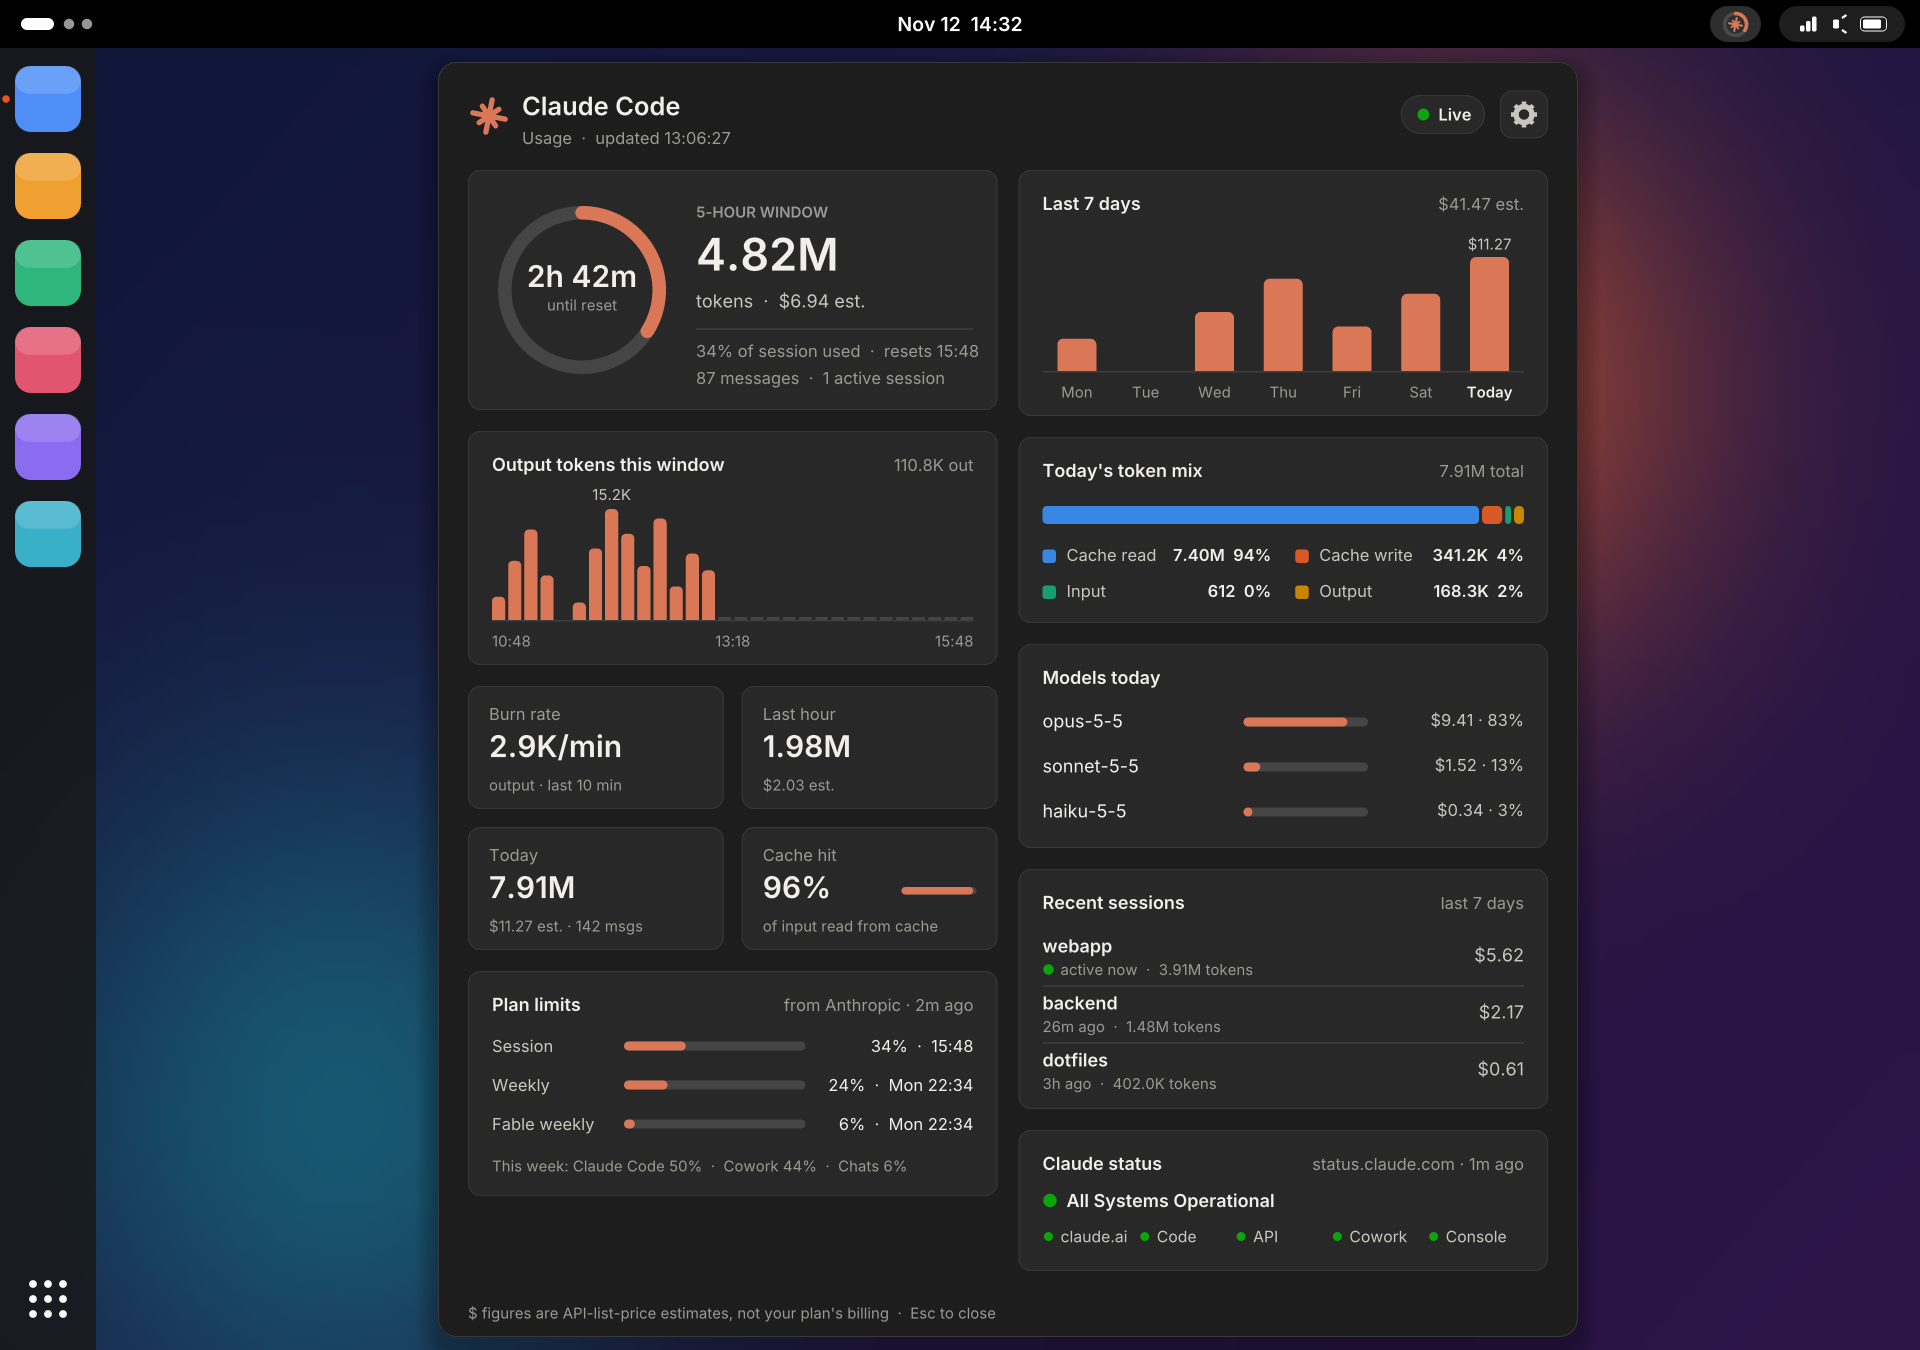 Nov 12 14:32
Claude Code
Usage · updated 13:06:27
Live
2h 42m
until reset
5-HOUR WINDOW
4.82M
tokens · $6.94 est.
34% of session used · resets 15:48
87 messages · 1 active session
Output tokens this window 110.8K out
15.2K
10:48 13:18 15:48
Burn rate
2.9K/min
output · last 10 min
Last hour
1.98M
$2.03 est.
Today
7.91M
$11.27 est. · 142 msgs
Cache hit
96%
of input read from cache
Plan limits from Anthropic · 2m ago
Session 34% · 15:48
Weekly 24% · Mon 22:34
Fable weekly 6% · Mon 22:34
This week: Claude Code 50% · Cowork 44% · Chats 6%
Last 7 days $41.47 est.
$11.27
Mon Tue Wed Thu Fri Sat Today
Today's token mix 7.91M total
Cache read 7.40M 94% Cache write 341.2K 4%
Input 612 0% Output 168.3K 2%
Models today
opus-5-5 $9.41 · 83%
sonnet-5-5 $1.52 · 13%
haiku-5-5 $0.34 · 3%
Recent sessions last 7 days
webapp $5.62
active now · 3.91M tokens
backend $2.17
26m ago · 1.48M tokens
dotfiles $0.61
3h ago · 402.0K tokens
Claude status status.claude.com · 1m ago
All Systems Operational
claude.ai Code API Cowork Console
$ figures are API-list-price estimates, not your plan's billing · Esc to close